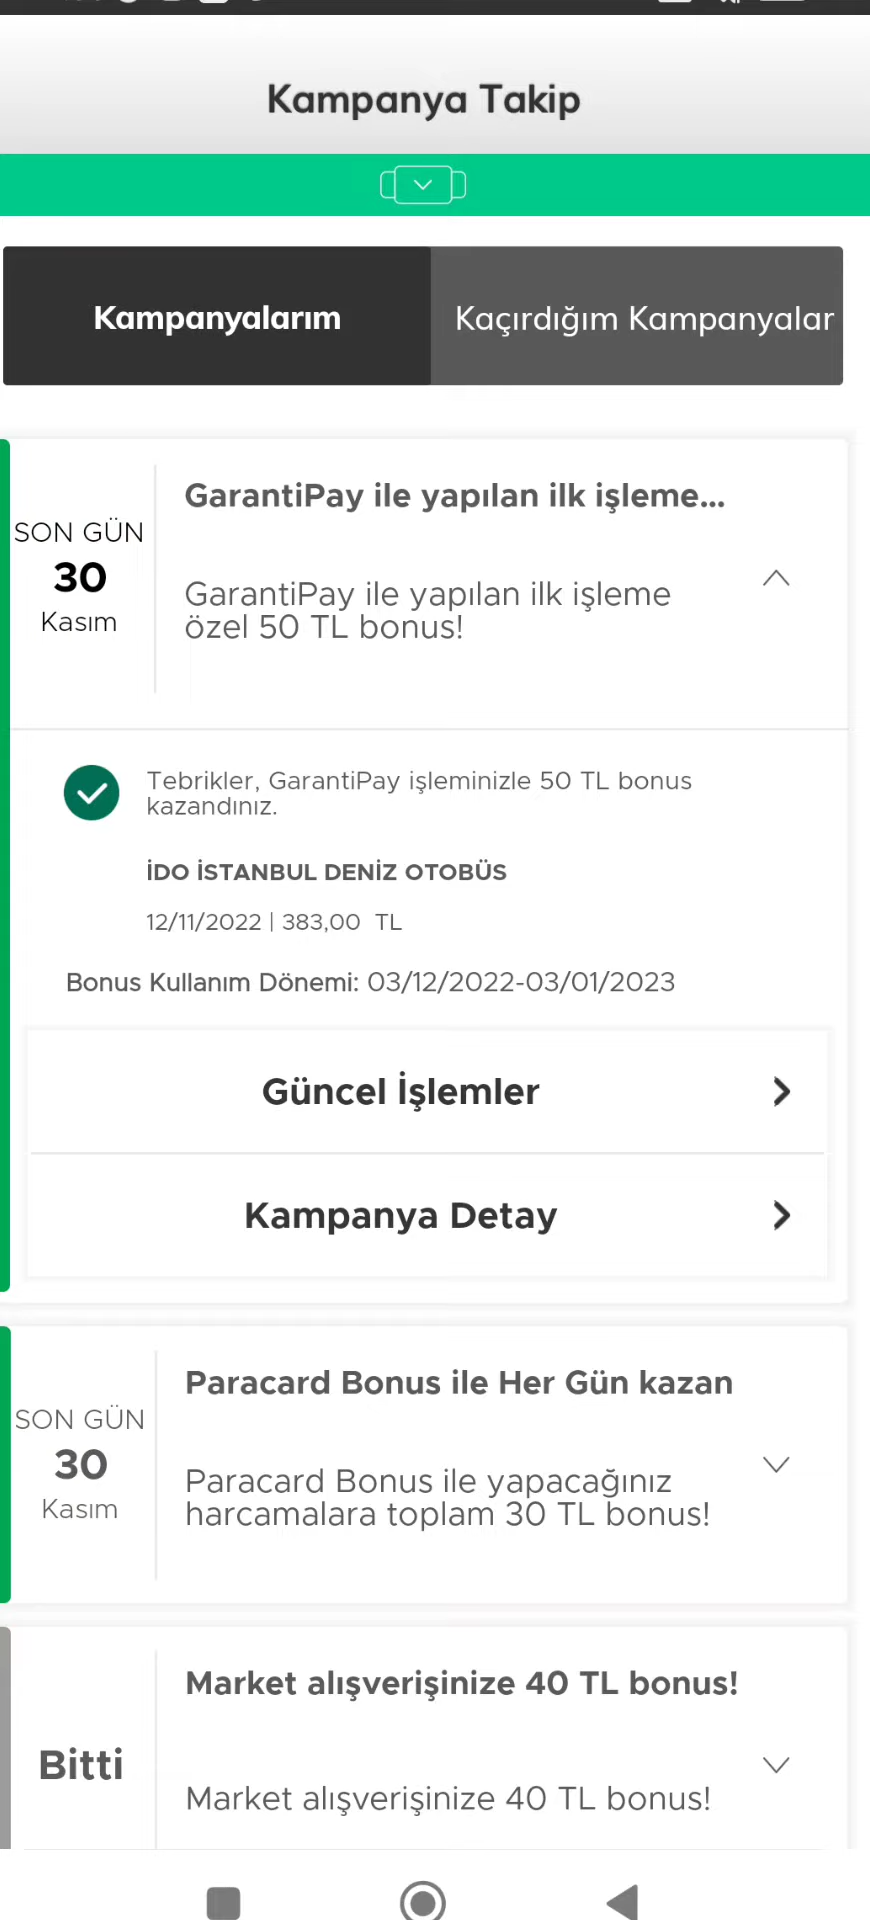 Kampanya Takip
Kampanyalarım
Kaçırdığım Kampanyalar
SON GÜN
30
Kasım
GarantiPay ile yapılan ilk işleme...
GarantiPay ile yapılan ilk işleme
özel 50 TL bonus!
Tebrikler, GarantiPay işleminizle 50 TL bonus
kazandınız.
İDO İSTANBUL DENİZ OTOBÜS
12/11/2022 | 383,00 TL
Bonus Kullanım Dönemi: 03/12/2022-03/01/2023
Güncel İşlemler
Kampanya Detay
SON GÜN
30
Kasım
Paracard Bonus ile Her Gün kazan
Paracard Bonus ile yapacağınız
harcamalara toplam 30 TL bonus!
Bitti
Market alışverişinize 40 TL bonus!
Market alışverişinize 40 TL bonus!